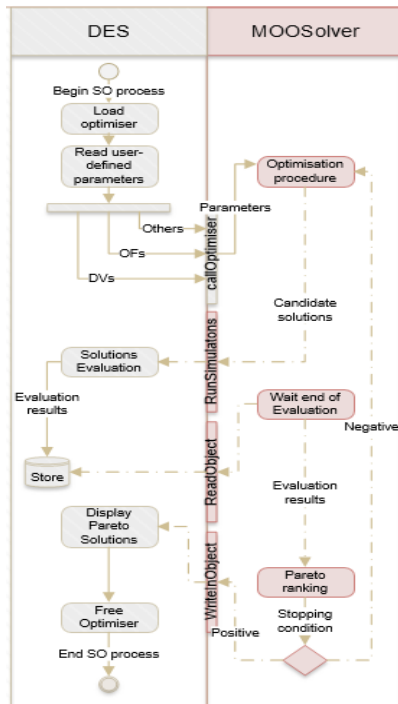 DES
MOOSolver
Begin SO process
Load
optimiser
Read user-
defined
parameters
Others
OFs
DVs
callOptimiser
Parameters
Optimisation
procedure
Candidate
solutions
RunSimulatons
Solutions
Evaluation
Evaluation
results
Store
Wait end of
Evaluation
Negative
ReadObject
Evaluation
results
Display
Pareto
Solutions
WriteInObject
Pareto
ranking
Stopping
condition
Positive
Free
Optimiser
End SO process